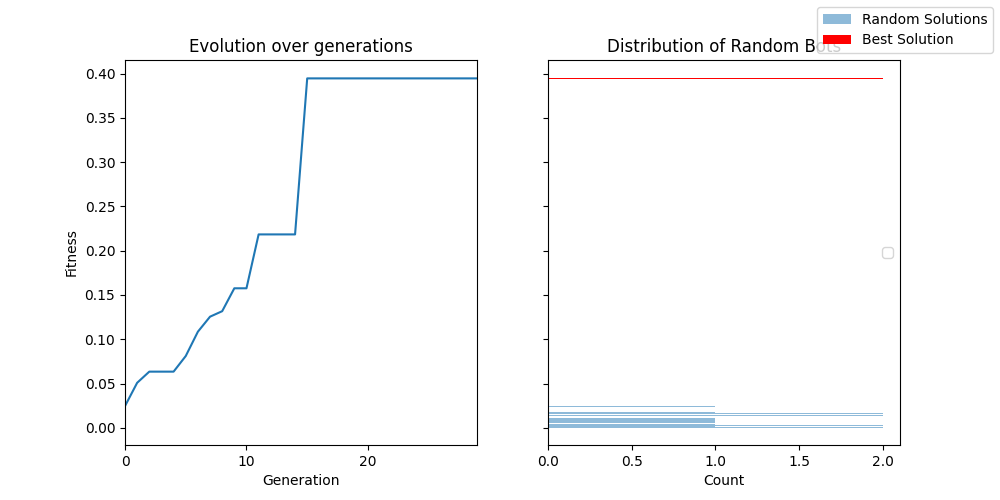 Random Solutions
Best Solution
Evolution over generations
Distribution of Random Bots
0.40
0.35
0.30
0.25
0.20
0.15
0.10
0.05
0.00
Fitness
0
10
20
Generation
0.0
0.5
1.0
1.5
2.0
Count